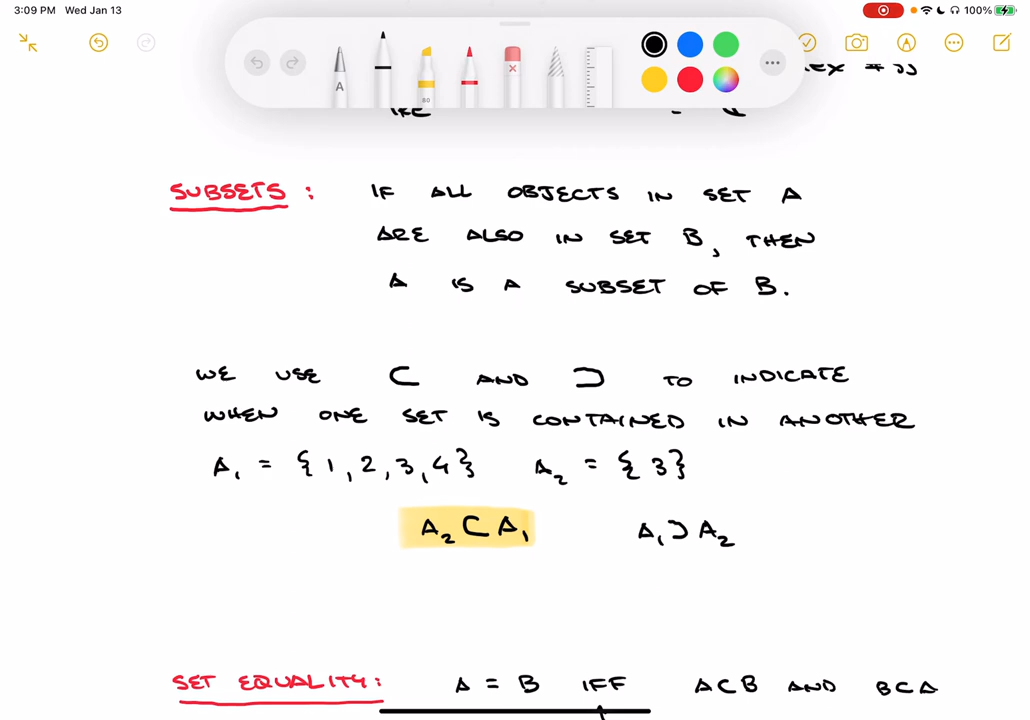 3:09 PM Wed Jan 13
100%
A
80
SUBSETS : IF ALL OBJECTS IN SET A
ARE ALSO IN SET B, THEN
A IS A SUBSET OF B.
WE USE ⊂ AND ⊃ TO INDICATE
WHEN ONE SET IS CONTAINED IN ANOTHER
A₁ = {1,2,3,4} A₂ = {3}
A₂ ⊂ A₁ A₁ ⊃ A₂
SET EQUALITY: A = B IFF A⊂B AND B⊂A